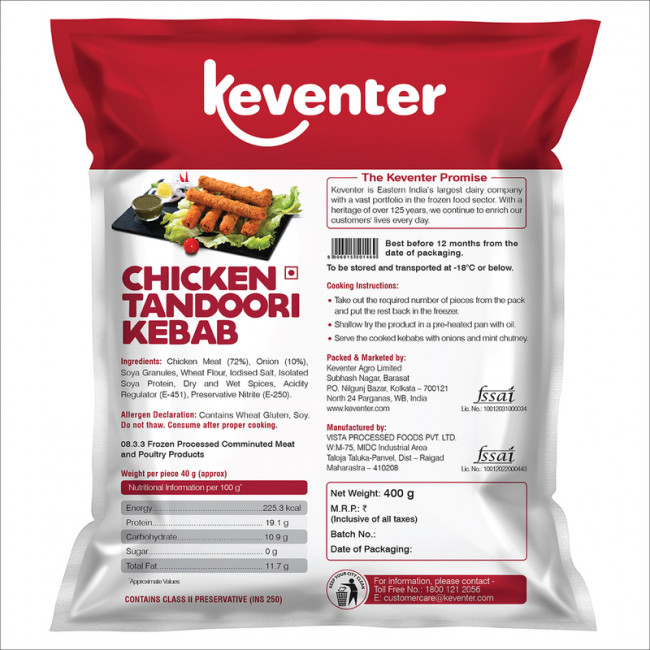 keventer
CHICKEN
TANDOORI
KEBAB
Ingredients: Chicken Meat (72%), Onion (10%),
Soya Granules, Wheat Flour, Iodised Salt, Isolated
Soya Protein, Dry and Wet Spices, Acidity
Regulator (E-451), Preservative Nitrite (E-250).
Allergen Declaration: Contains Wheat Gluten, Soy.
Do not thaw. Consume after proper cooking.
08.3.3 Frozen Processed Comminuted Meat
and Poultry Products
Weight per piece 40 g (approx)
Nutritional Information per 100 g*
Energy 225.3 kcal
Protein 19.1 g
Carbohydrate 10.9 g
Sugar 0 g
Total Fat 11.7 g
*Approximate Values
CONTAINS CLASS II PRESERVATIVE (INS 250)
The Keventer Promise
Keventer is Eastern India's largest dairy company
with a vast portfolio in the frozen food sector. With a
heritage of over 125 years, we continue to enrich our
customers' lives every day.
Best before 12 months from the
date of packaging.
To be stored and transported at -18°C or below.
Cooking Instructions:
• Take out the required number of pieces from the pack
and put the rest back in the freezer.
• Shallow fry the product in a pre-heated pan with oil.
• Serve the cooked kebabs with onions and mint chutney.
Packed & Marketed by:
Keventer Agro Limited
Subhash Nagar, Barasat
P.O. Nilgunj Bazar, Kolkata – 700121
North 24 Parganas, WB, India
www.keventer.com
fssai
Lic. No.: 10012031000034
Manufactured by:
VISTA PROCESSED FOODS PVT. LTD.
W:M-75, MIDC Industrial Area
Taloja Taluka-Panvel, Dist – Raigad
Maharastra – 410208
fssai
Lic. No.: 10012022000443
Net Weight: 400 g
M.R.P.: ₹
(Inclusive of all taxes)
Batch No.:
Date of Packaging:
KEEP YOUR CITY CLEAN
For information, please contact -
Toll Free No.: 1800 121 2056
E: customercare@keventer.com